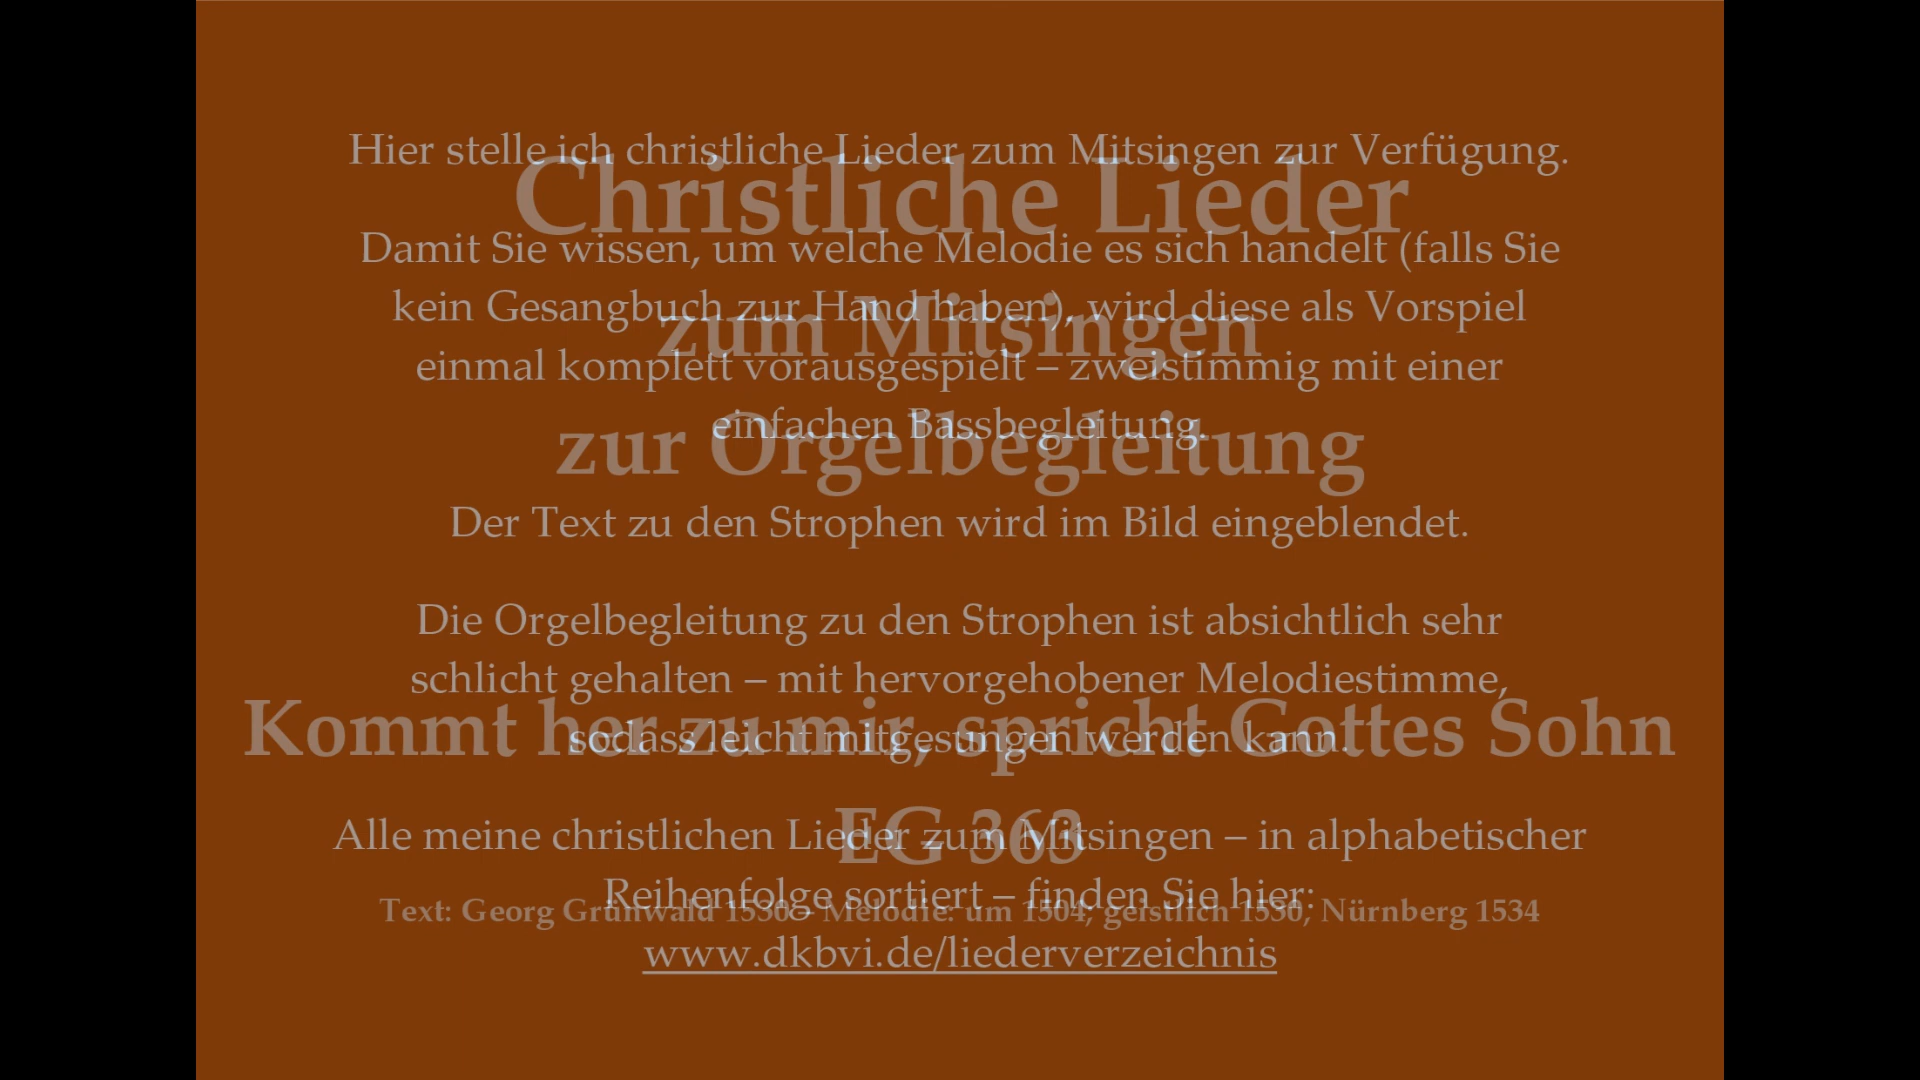 Christliche Lieder
zum Mitsingen
zur Orgelbegleitung
Kommt her zu mir, spricht Gottes Sohn
EG 363
Text: Georg Grünwald 1530 – Melodie: um 1504; geistlich 1530, Nürnberg 1534
Hier stelle ich christliche Lieder zum Mitsingen zur Verfügung.
Damit Sie wissen, um welche Melodie es sich handelt (falls Sie
kein Gesangbuch zur Hand haben), wird diese als Vorspiel
einmal komplett vorausgespielt – zweistimmig mit einer
einfachen Bassbegleitung.
Der Text zu den Strophen wird im Bild eingeblendet.
Die Orgelbegleitung zu den Strophen ist absichtlich sehr
schlicht gehalten – mit hervorgehobener Melodiestimme,
sodass leicht mitgesungen werden kann.
Alle meine christlichen Lieder zum Mitsingen – in alphabetischer
Reihenfolge sortiert – finden Sie hier:
www.dkbvi.de/liederverzeichnis